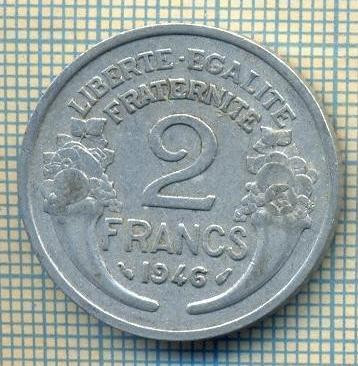 LIBERTE·EGALITE
FRATERNITE
2
FRANCS
1946